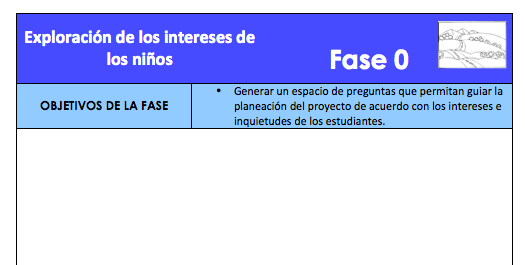 Exploración de los intereses de
los niños
Fase 0
OBJETIVOS DE LA FASE
• Generar un espacio de preguntas que permitan guiar la
planeación del proyecto de acuerdo con los intereses e
inquietudes de los estudiantes.